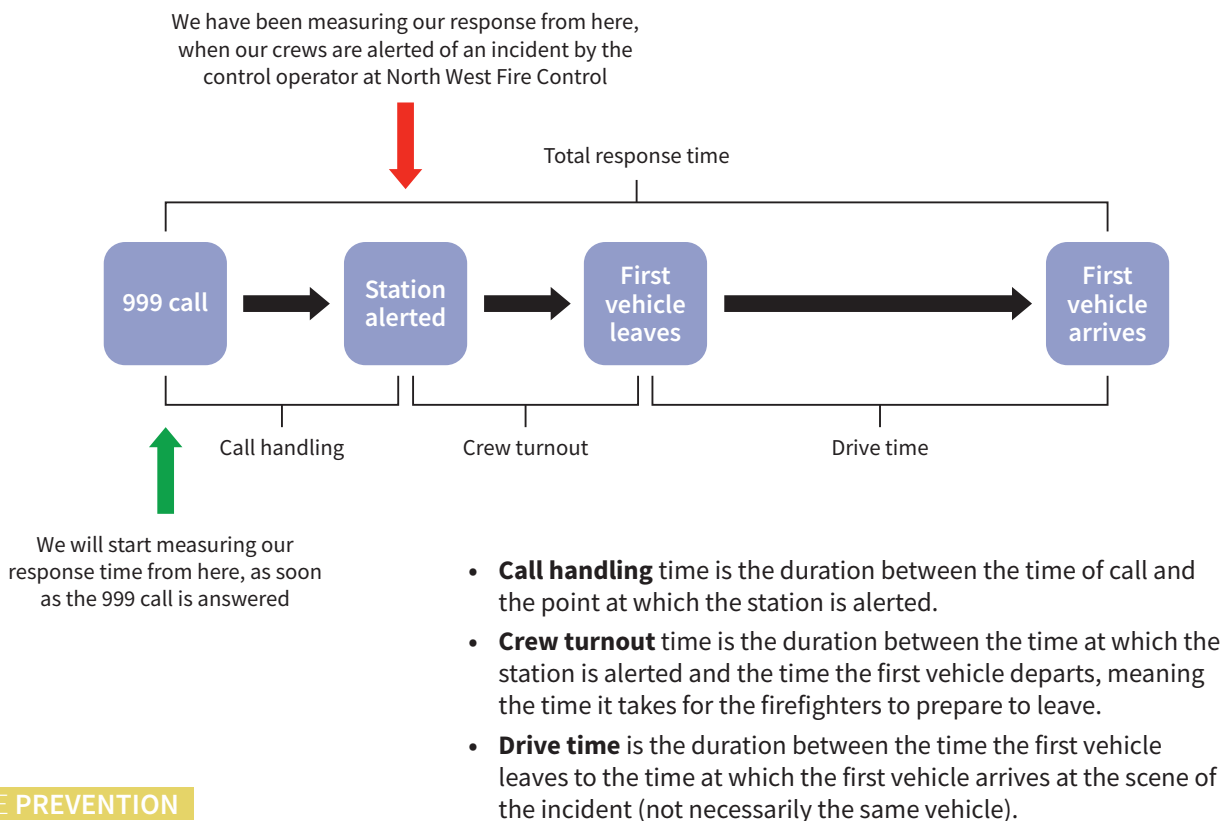 We have been measuring our response from here,
when our crews are alerted of an incident by the
control operator at North West Fire Control
Total response time
999 call
Station
alerted
First
vehicle
leaves
First
vehicle
arrives
Call handling
Crew turnout
Drive time
We will start measuring our
response time from here, as soon
as the 999 call is answered
• Call handling time is the duration between the time of call and
the point at which the station is alerted.
• Crew turnout time is the duration between the time at which the
station is alerted and the time the first vehicle departs, meaning
the time it takes for the firefighters to prepare to leave.
• Drive time is the duration between the time the first vehicle
leaves to the time at which the first vehicle arrives at the scene of
the incident (not necessarily the same vehicle).
PREVENTION